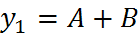 y₁ = A + B